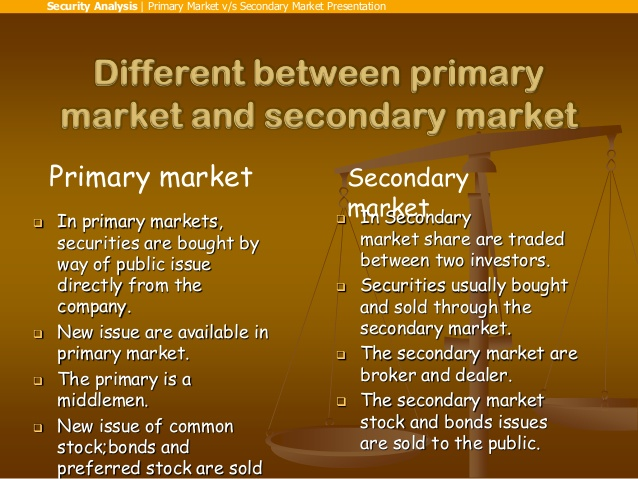 Security Analysis | Primary Market v/s Secondary Market Presentation
Different between primary
market and secondary market
Primary market
In primary markets,
securities are bought by
way of public issue
directly from the
company.
New issue are available in
primary market.
The primary is a
middlemen.
New issue of common
stock;bonds and
preferred stock are sold
Secondary
market
In Secondary
market share are traded
between two investors.
Securities usually bought
and sold through the
secondary market.
The secondary market are
broker and dealer.
The secondary market
stock and bonds issues
are sold to the public.